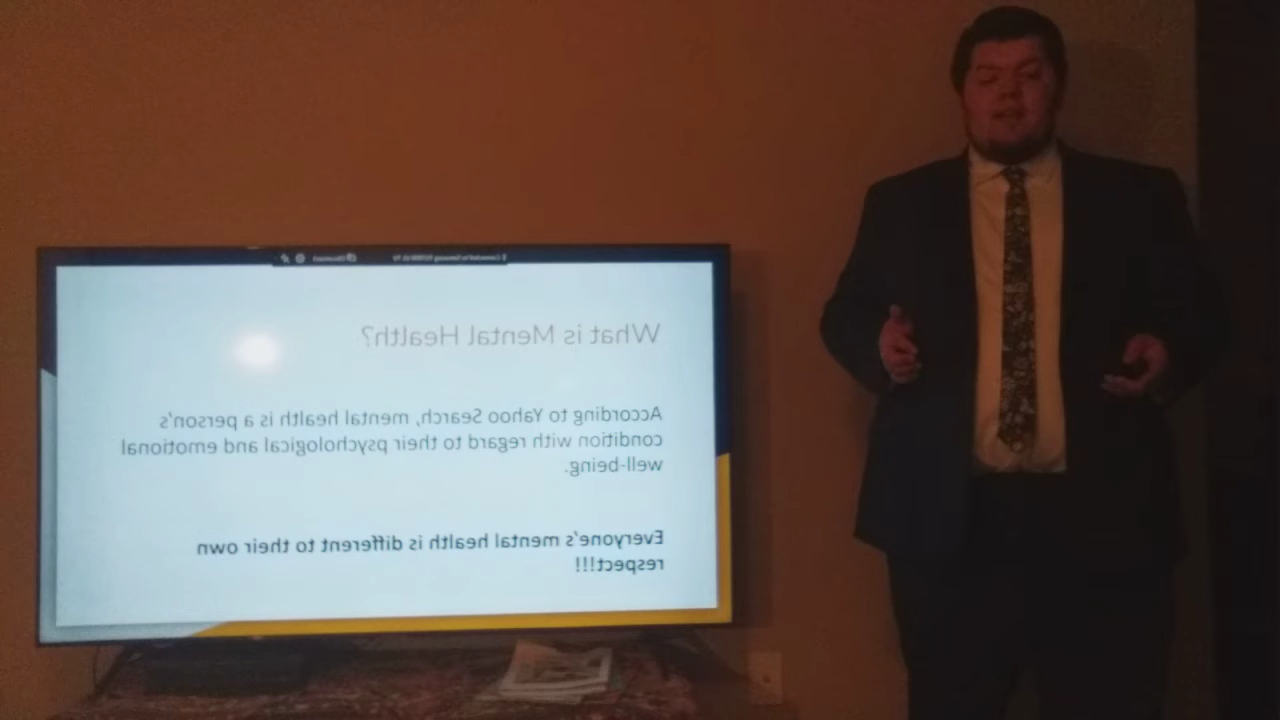 What is Mental Health?
According to Yahoo Search, mental health is a person's
condition with regard to their psychological and emotional
well-being.
Everyone's mental health is different to their own
respect!!!